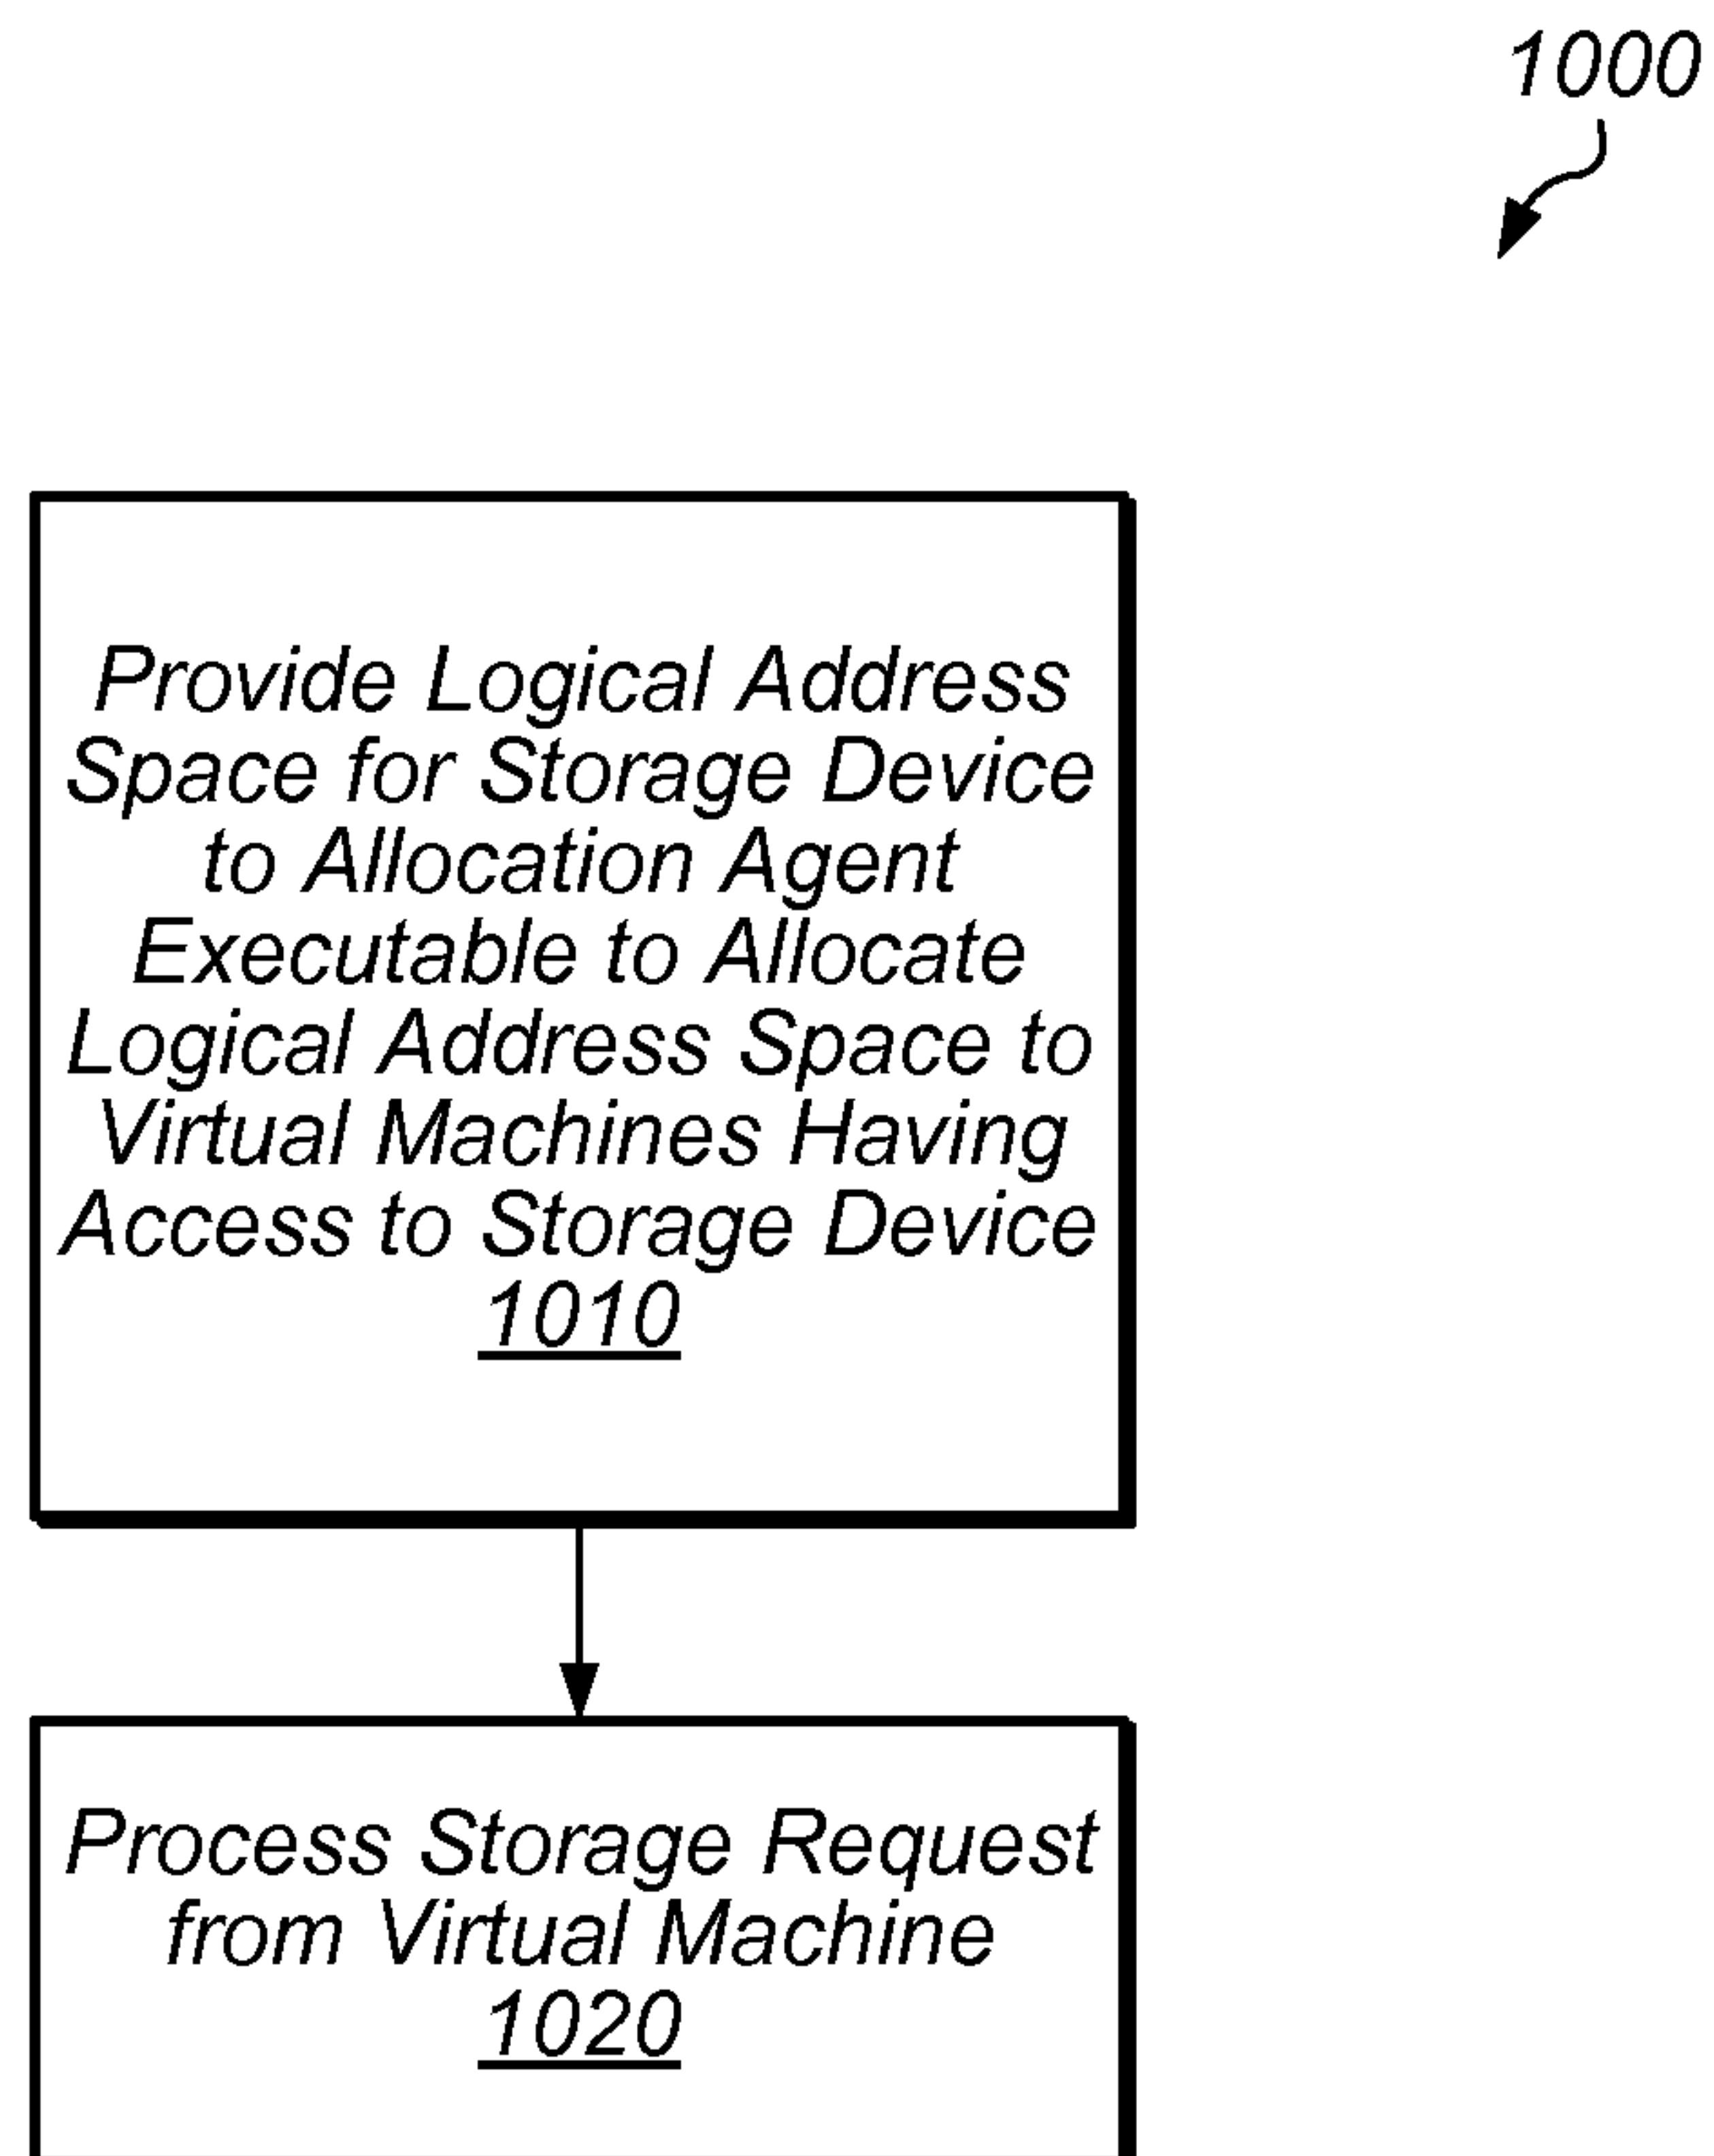 1000
Provide Logical Address
Space for Storage Device
to Allocation Agent
Executable to Allocate
Logical Address Space to
Virtual Machines Having
Access to Storage Device
1010
Process Storage Request
from Virtual Machine
1020